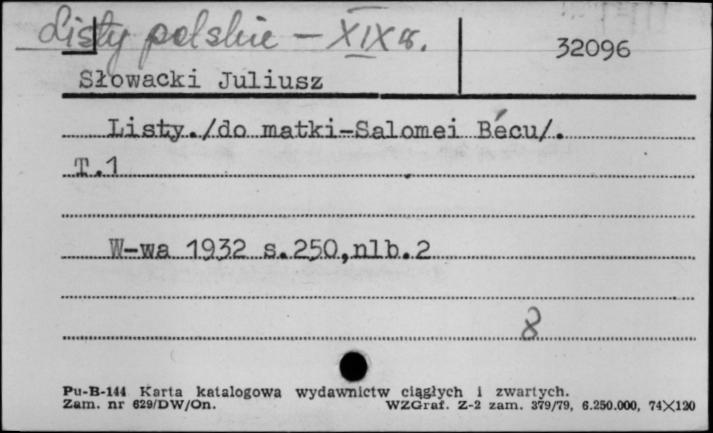 Listy polskie - XIX w.
32096
Słowacki Juliusz
Listy./do matki-Salomei Bécu/.
T.1
W-wa 1932 s.250,nlb.2
8
Pu-B-144 Karta katalogowa wydawnictw ciągłych i zwartych.
Zam. nr 629/DW/On. WZGraf. Z-2 zam. 379/79, 6.250.000, 74×120